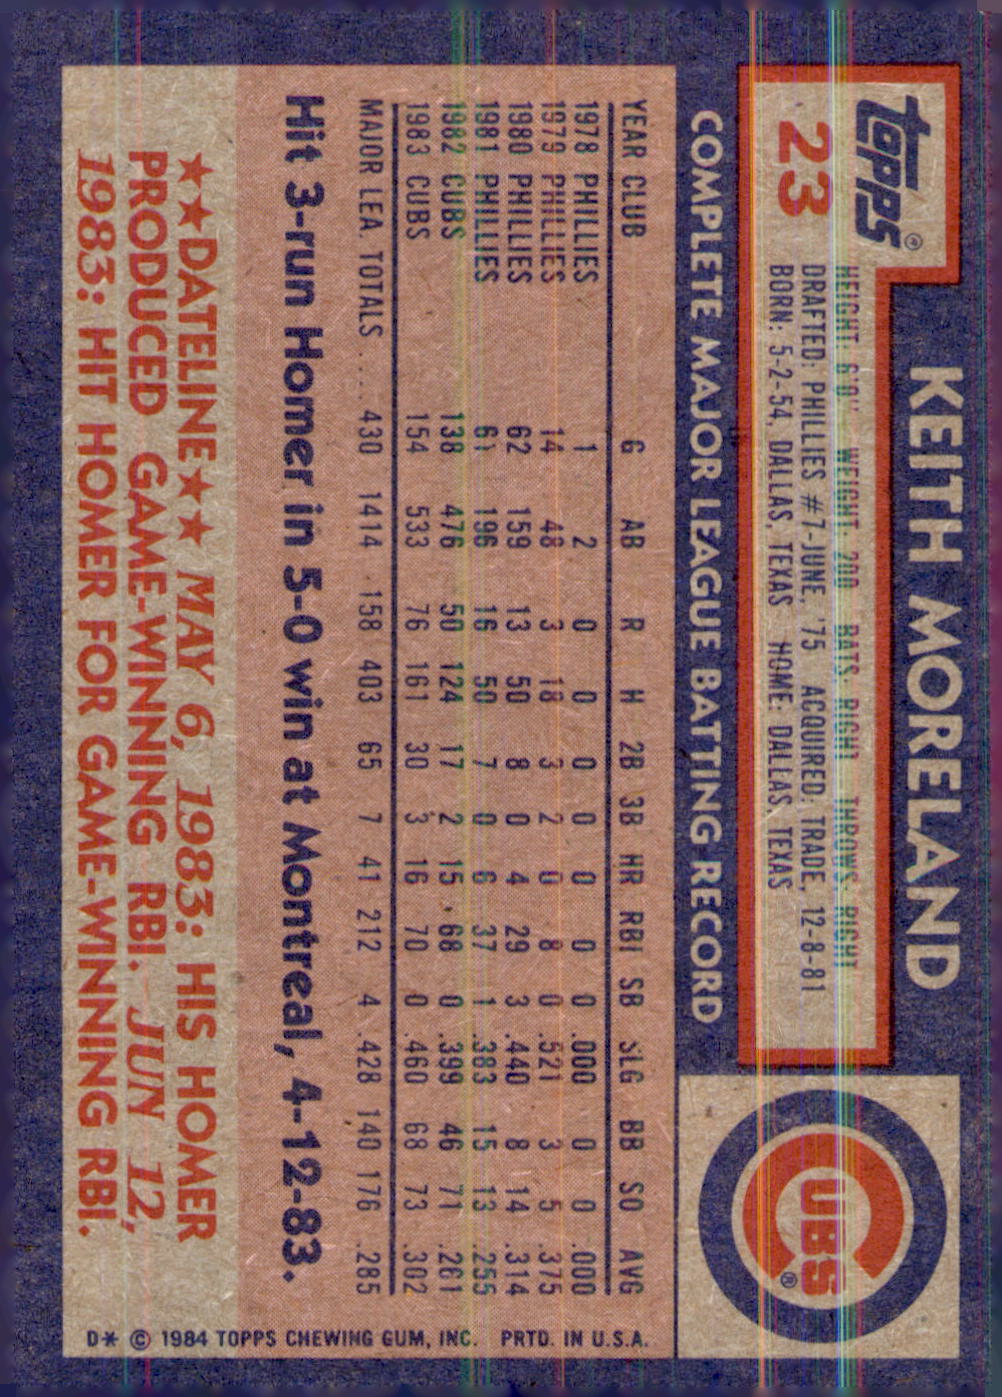 TOPPS®
KEITH MORELAND
23
HEIGHT: 6'0" WEIGHT: 200 BATS: RIGHT THROWS: RIGHT
DRAFTED: PHILLIES #7-JUNE, '75 ACQUIRED: TRADE, 12-8-81
BORN: 5-2-54, DALLAS, TEXAS HOME: DALLAS, TEXAS
CUBS®
COMPLETE MAJOR LEAGUE BATTING RECORD
YEAR CLUB G AB R H 2B 3B HR RBI SB SLG BB SO AVG
1978 PHILLIES 1 2 0 0 0 0 0 0 0 .000 0 0 .000
1979 PHILLIES 14 48 3 18 3 2 0 8 0 .521 3 5 .375
1980 PHILLIES 62 159 13 50 8 0 4 29 3 .440 8 14 .314
1981 PHILLIES 61 196 16 50 7 0 6 37 1 .383 15 13 .255
1982 CUBS 138 476 50 124 17 2 15 68 0 .399 46 71 .261
1983 CUBS 154 533 76 161 30 3 16 70 0 .460 68 73 .302
MAJOR LEA. TOTALS ... 430 1414 158 403 65 7 41 212 4 .428 140 176 .285
Hit 3-run Homer in 5-0 win at Montreal, 4-12-83.
★★DATELINE★★ MAY 6, 1983: HIS HOMER
PRODUCED GAME-WINNING RBI. JUN 12,
1983: HIT HOMER FOR GAME-WINNING RBI.
D* © 1984 TOPPS CHEWING GUM, INC. PRTD. IN U.S.A.